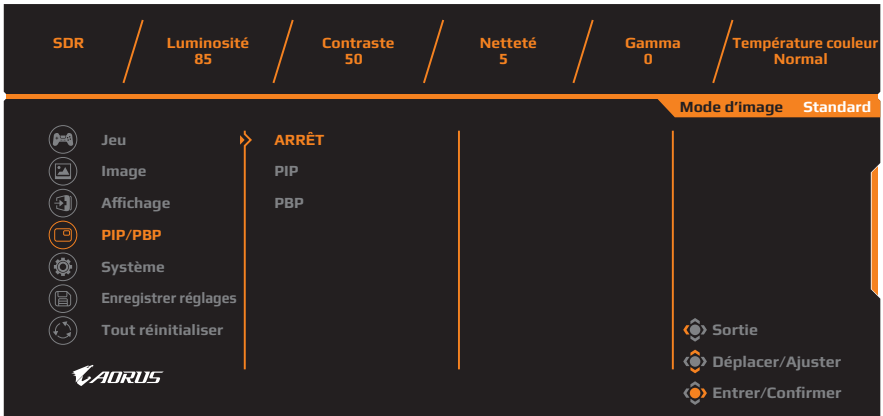 SDR
Luminosité
85
Contraste
50
Netteté
5
Gamma
0
Température couleur
Normal
Mode d'image Standard
Jeu
Image
Affichage
PIP/PBP
Système
Enregistrer réglages
Tout réinitialiser
ARRÊT
PIP
PBP
Sortie
Déplacer/Ajuster
Entrer/Confirmer
AORUS